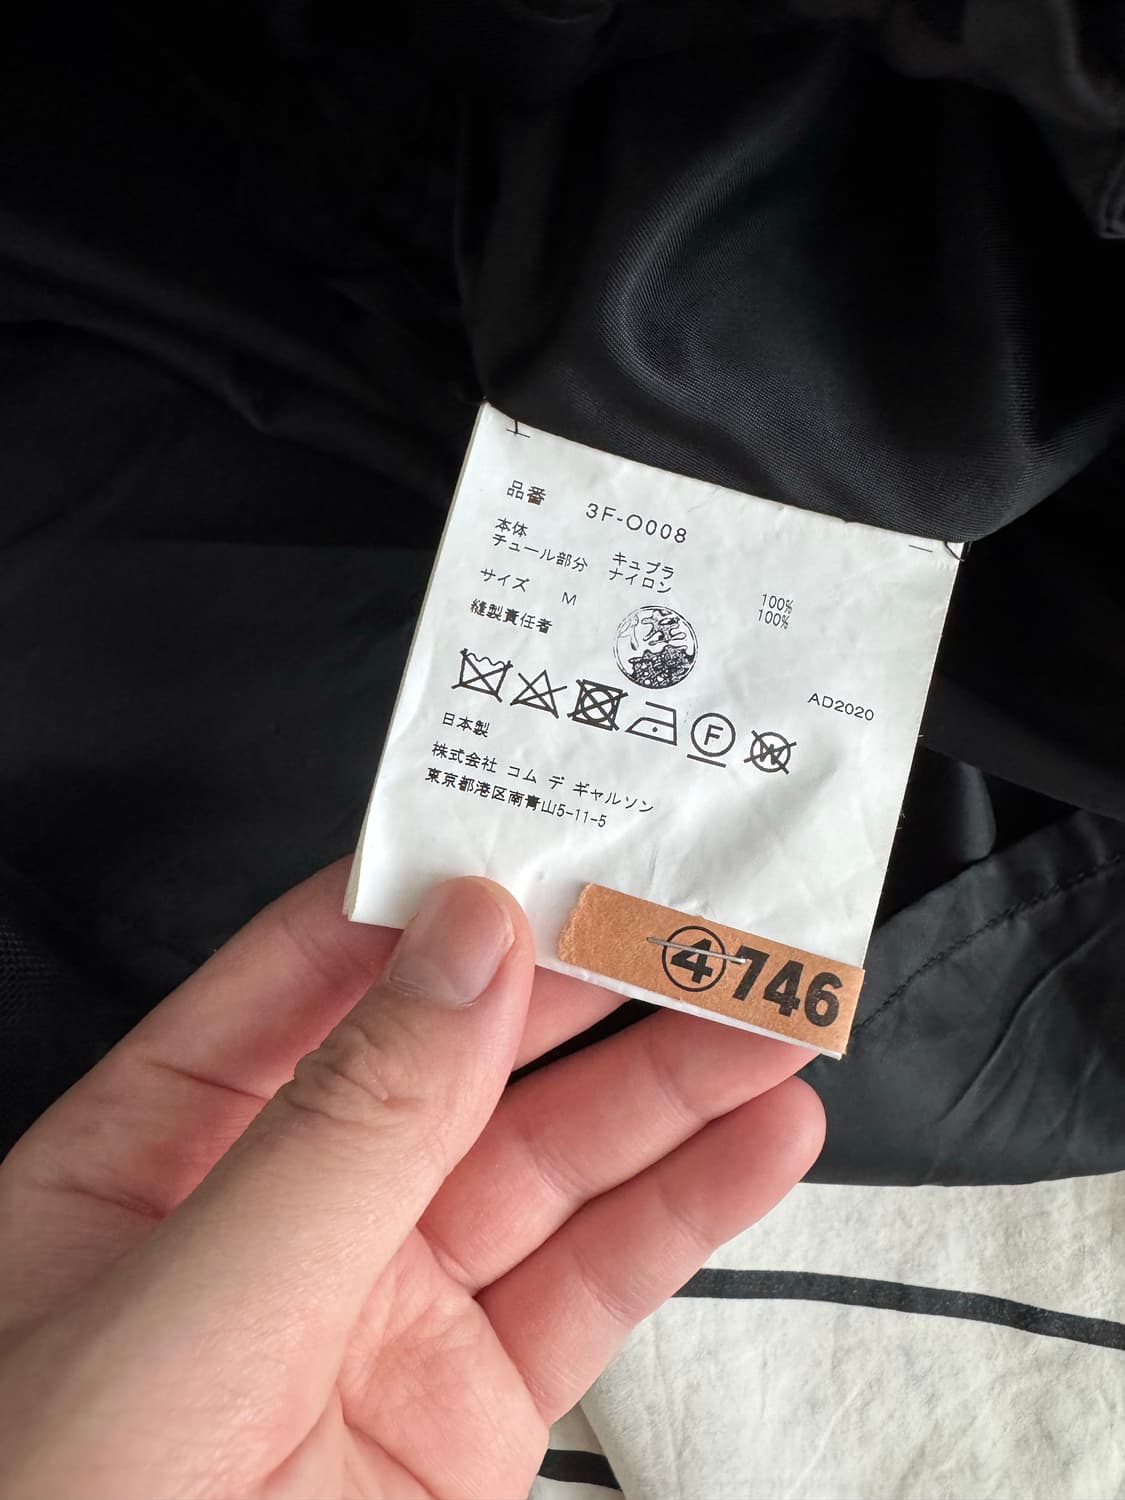 品番 3F-O008
本体 キュプラ 100%
チュール部分 ナイロン 100%
サイズ M
縫製責任者
AD2020
F
W
日本製
株式会社 コム デ ギャルソン
東京都港区南青山5-11-5
④746